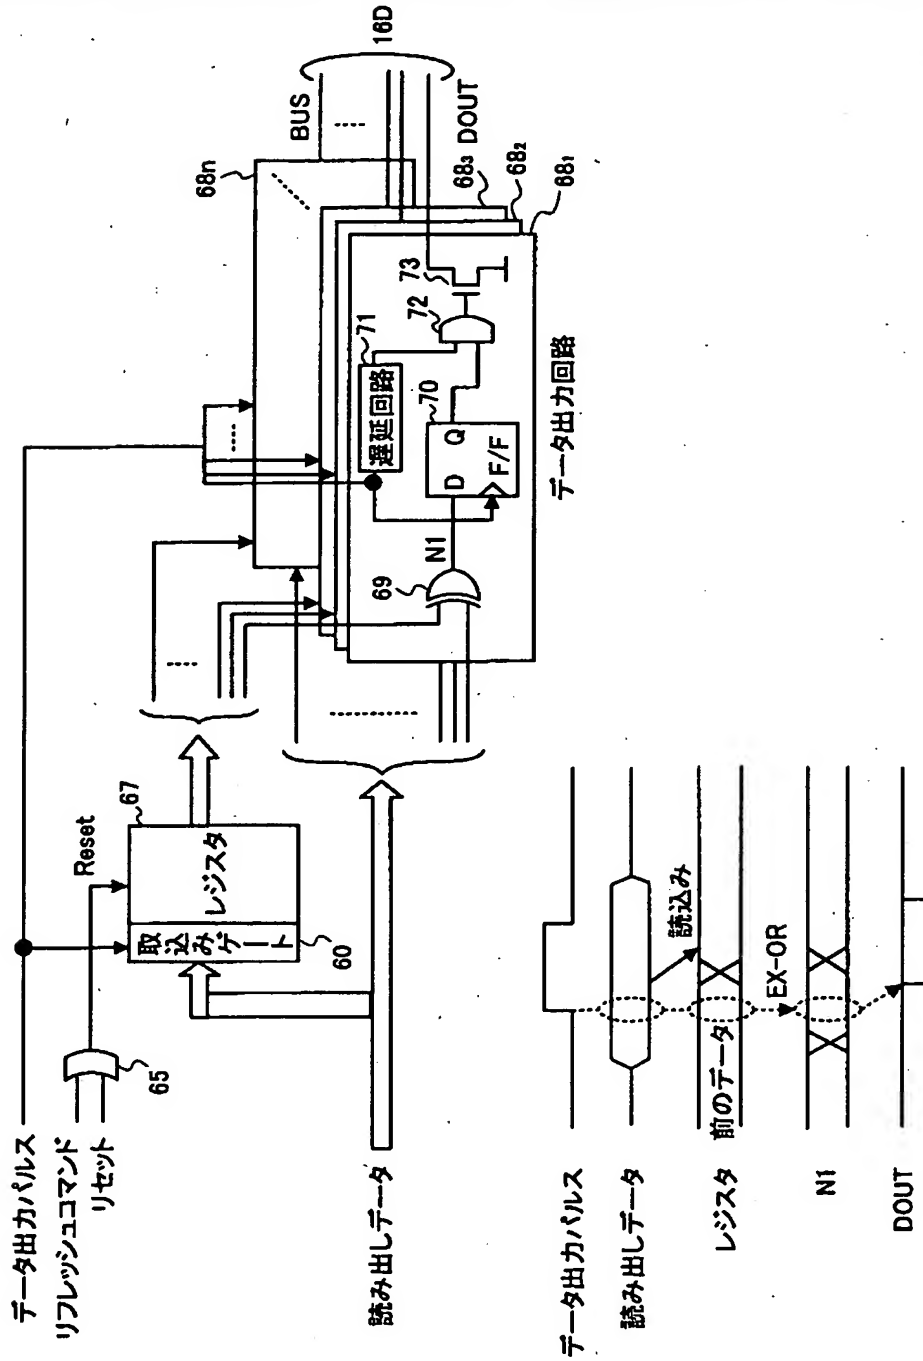 データ出力パルス
リフレッシュコマンド
リセット
65
Reset
取込みゲート
レジスタ
60
67
読み出しデータ
68n
BUS
16D
DOUT
683
682
681
69
N1
70
D Q
F/F
71
遅延回路
72
73
データ出力回路
データ出力パルス
読み出しデータ
レジスタ
前のデータ
読込み
EX-OR
N1
DOUT